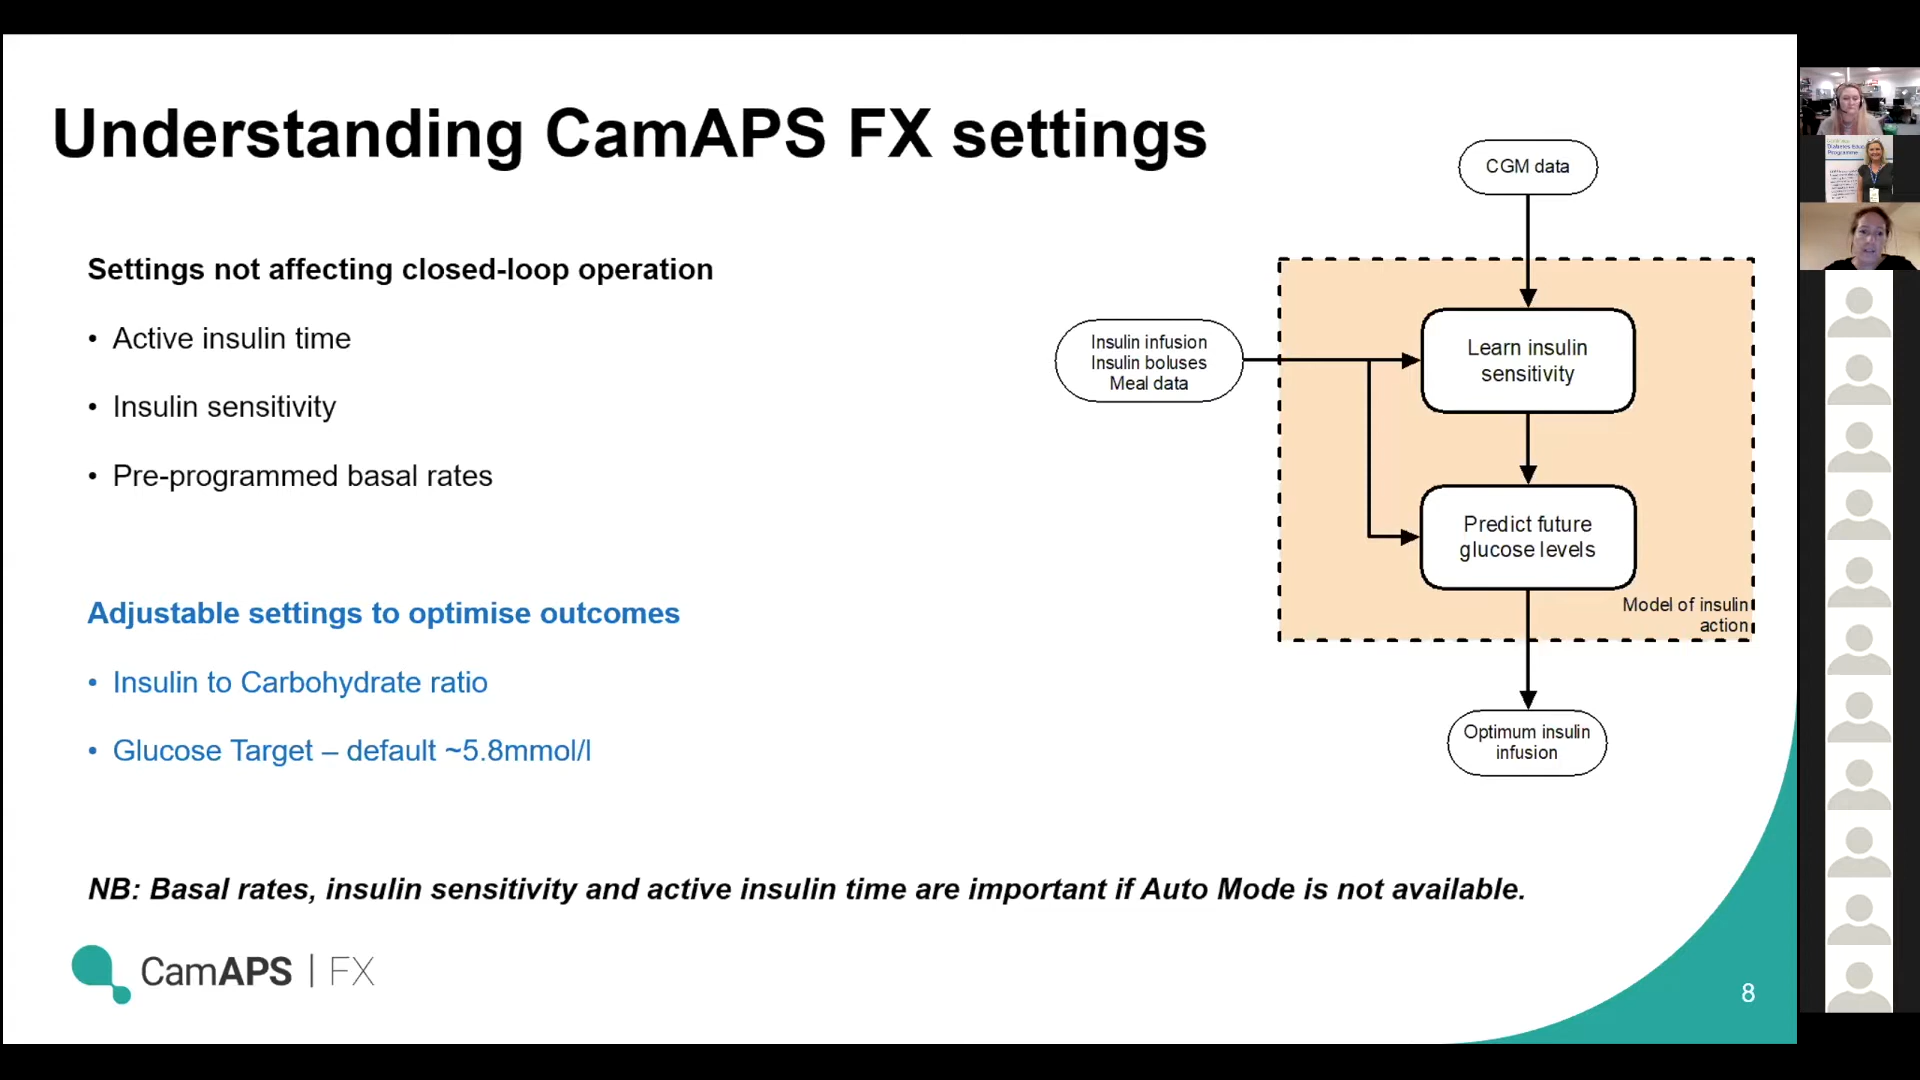 Understanding CamAPS FX settings
Settings not affecting closed-loop operation
• Active insulin time
• Insulin sensitivity
• Pre-programmed basal rates
Adjustable settings to optimise outcomes
• Insulin to Carbohydrate ratio
• Glucose Target – default ~5.8mmol/l
NB: Basal rates, insulin sensitivity and active insulin time are important if Auto Mode is not available.
CGM data
Insulin infusion
Insulin boluses
Meal data
Learn insulin
sensitivity
Predict future
glucose levels
Model of insulin
action
Optimum insulin
infusion
CamAPS | FX
8
Programme